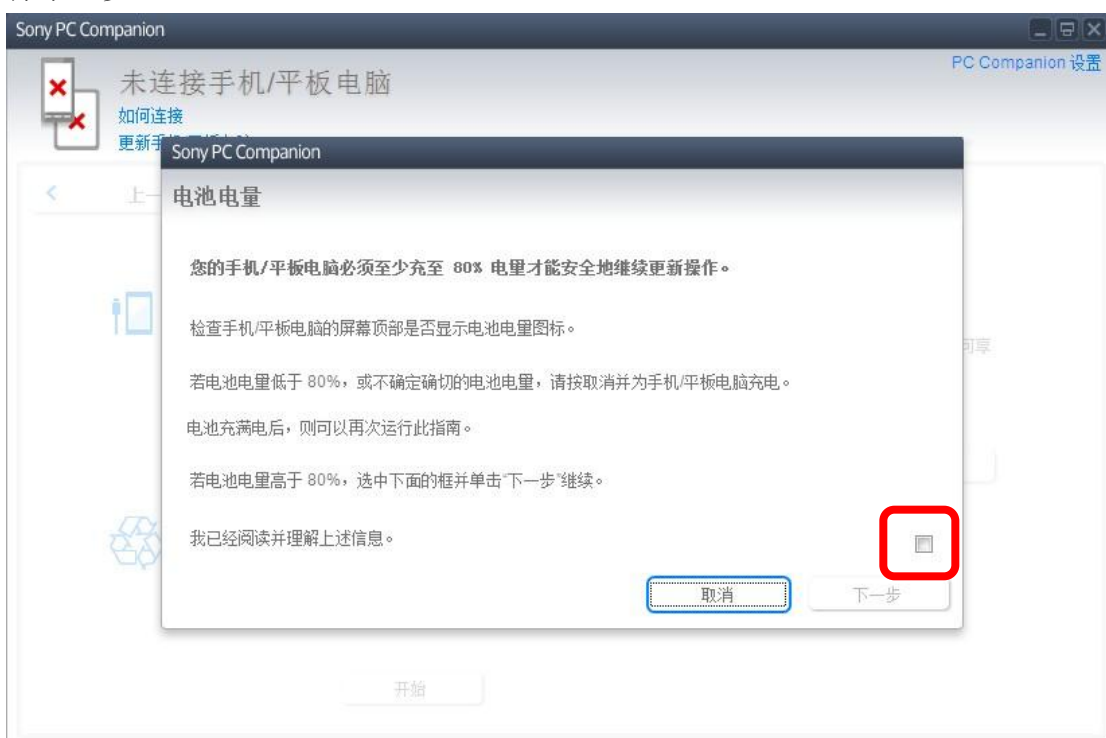 Sony PC Companion
PC Companion 设置
未连接手机/平板电脑
如何连接
更新手
Sony PC Companion
上一
电池电量
您的手机/平板电脑必须至少充至 80% 电里才能安全地继续更新操作。
检查手机/平板电脑的屏幕顶部是否显示电池电量图标。
可享
若电池电量低于 80%，或不确定确切的电池电量，请按取消并为手机/平板电脑充电。
电池充满电后，则可以再次运行此指南。
若电池电量高于 80%，选中下面的框并单击“下一步”继续。
我已经阅读并理解上述信息。
取消
下一步
开始